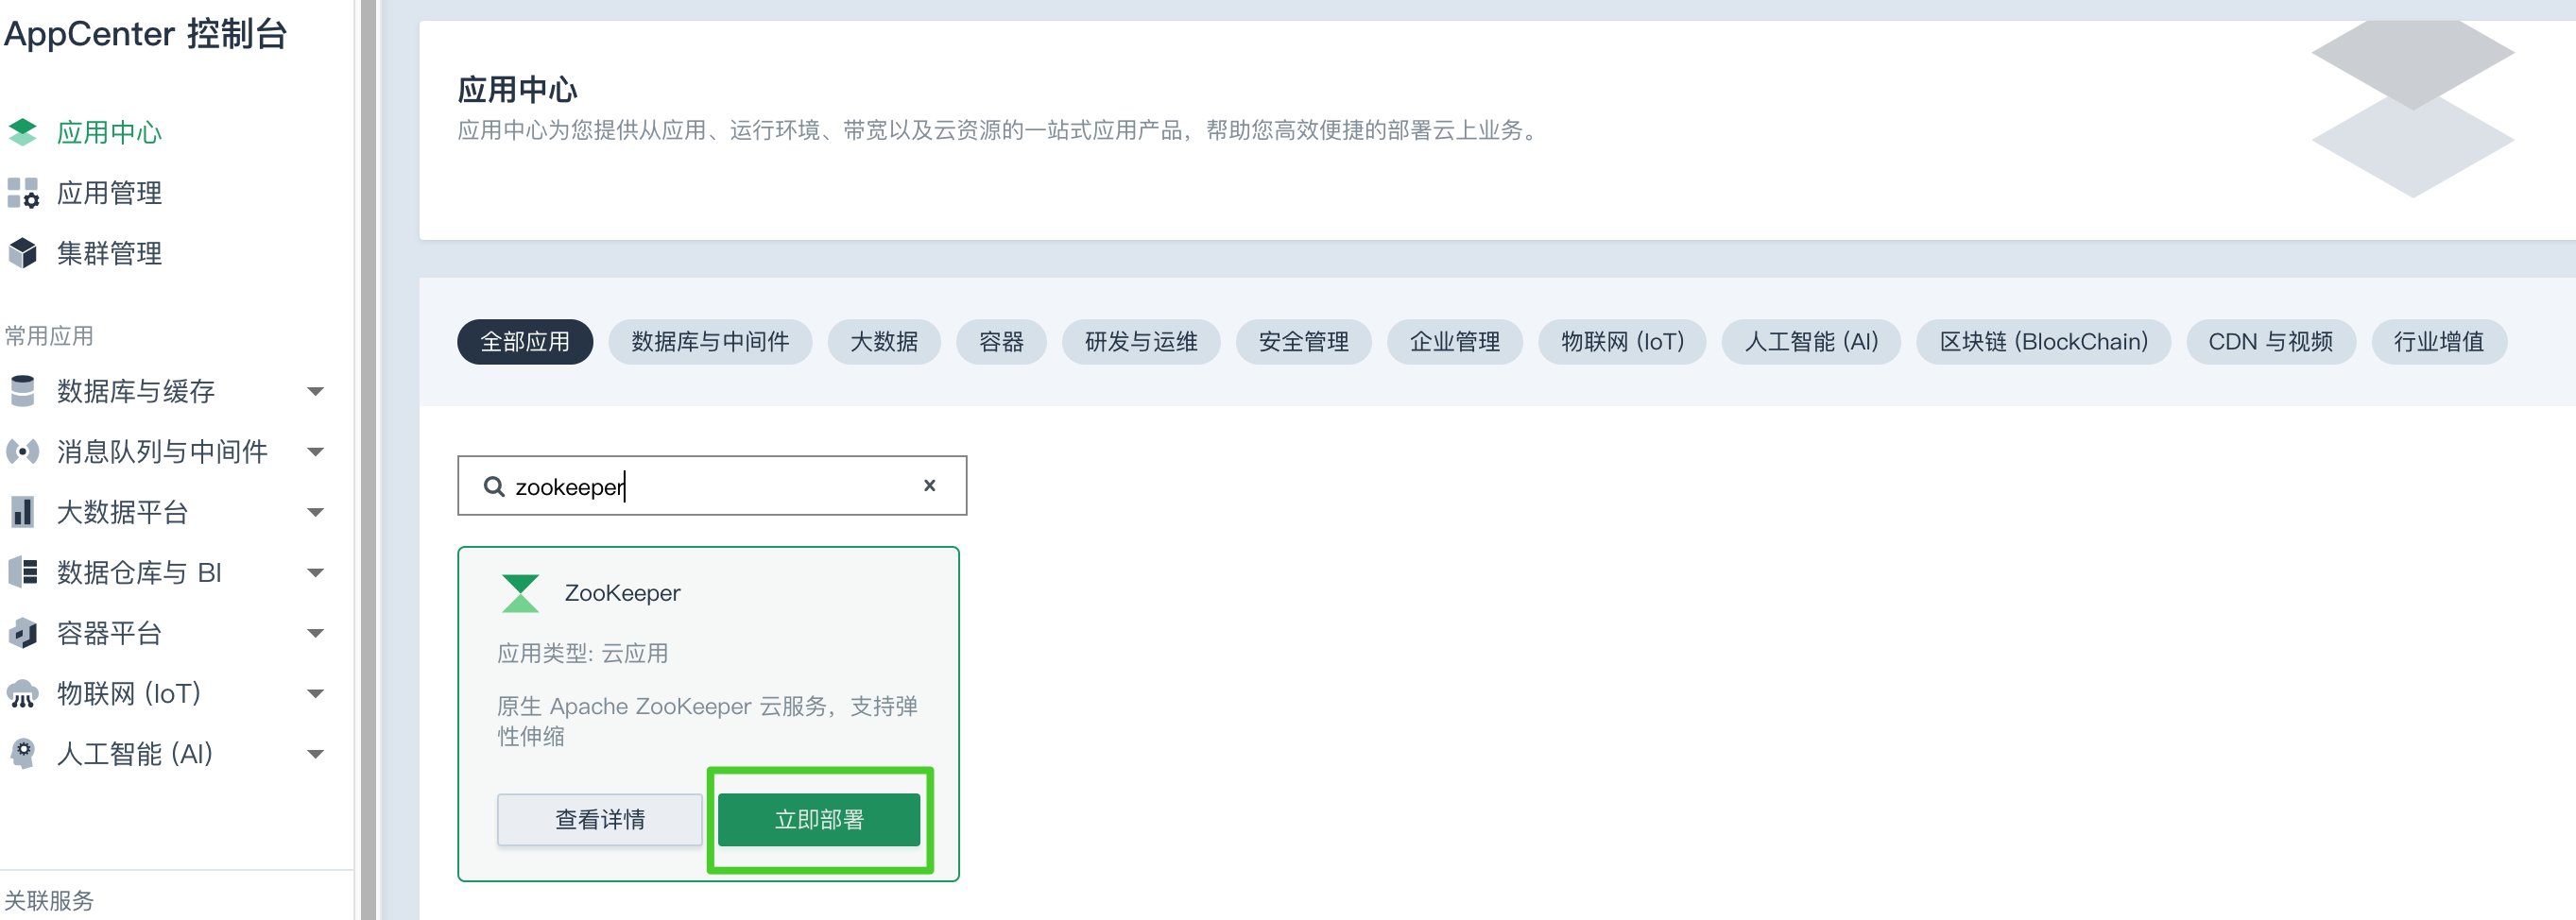 AppCenter 控制台
应用中心
应用管理
集群管理
常用应用
数据库与缓存
消息队列与中间件
大数据平台
数据仓库与 BI
容器平台
物联网 (IoT)
人工智能 (AI)
关联服务
应用中心
应用中心为您提供从应用、运行环境、带宽以及云资源的一站式应用产品，帮助您高效便捷的部署云上业务。
全部应用 数据库与中间件 大数据 容器 研发与运维 安全管理 企业管理 物联网 (IoT) 人工智能 (AI) 区块链 (BlockChain) CDN 与视频 行业增值
zookeeper ×
ZooKeeper
应用类型: 云应用
原生 Apache ZooKeeper 云服务，支持弹
性伸缩
查看详情 立即部署